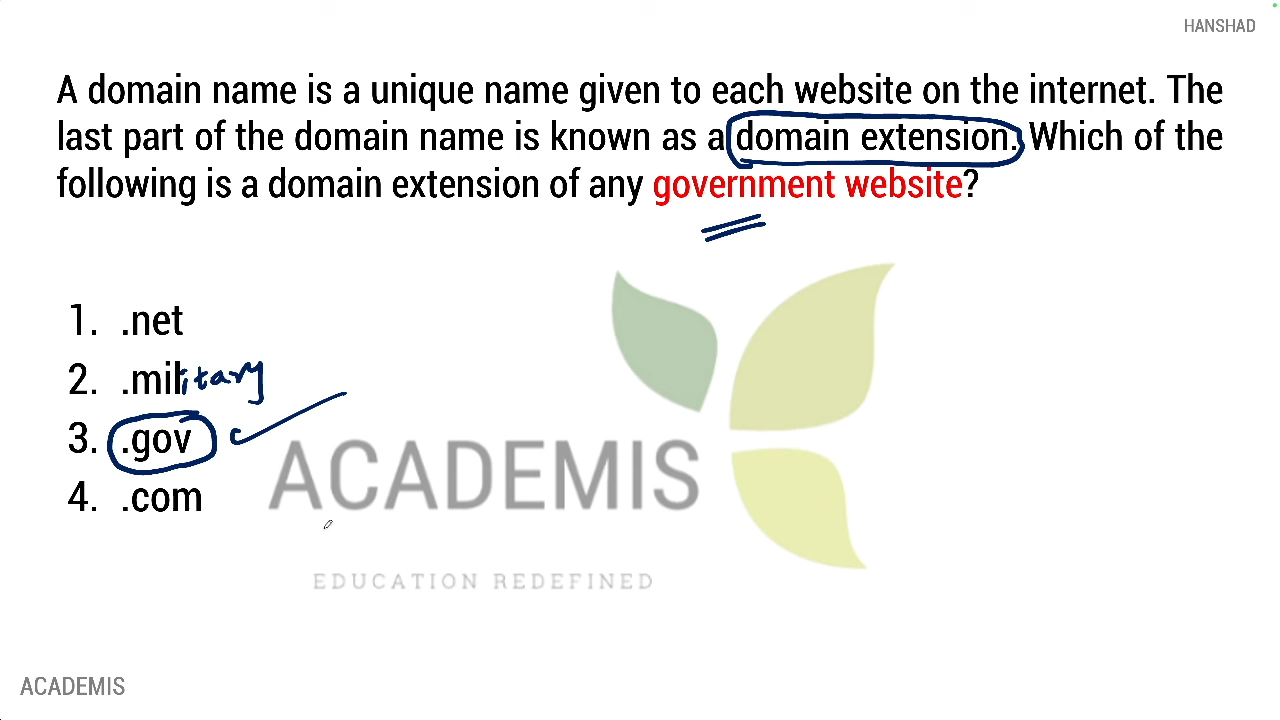 HANSHAD
A domain name is a unique name given to each website on the internet. The
last part of the domain name is known as a domain extension. Which of the
following is a domain extension of any government website?
1. .net
2. .military
3. .gov
4. .com
ACADEMIS
EDUCATION REDEFINED
ACADEMIS